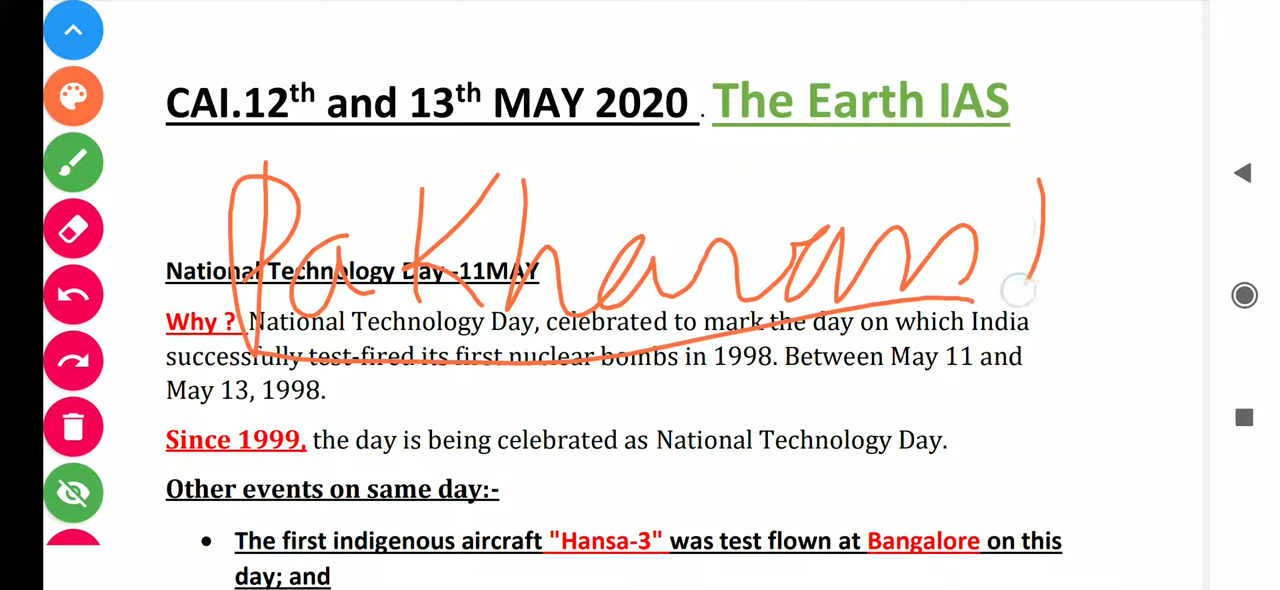 CAI.12th and 13th MAY 2020 . The Earth IAS
National Technology Day -11MAY
Why ? National Technology Day, celebrated to mark the day on which India
successfully test-fired its first nuclear bombs in 1998. Between May 11 and
May 13, 1998.
Since 1999, the day is being celebrated as National Technology Day.
Other events on same day:-
• The first indigenous aircraft "Hansa-3" was test flown at Bangalore on this
day; and